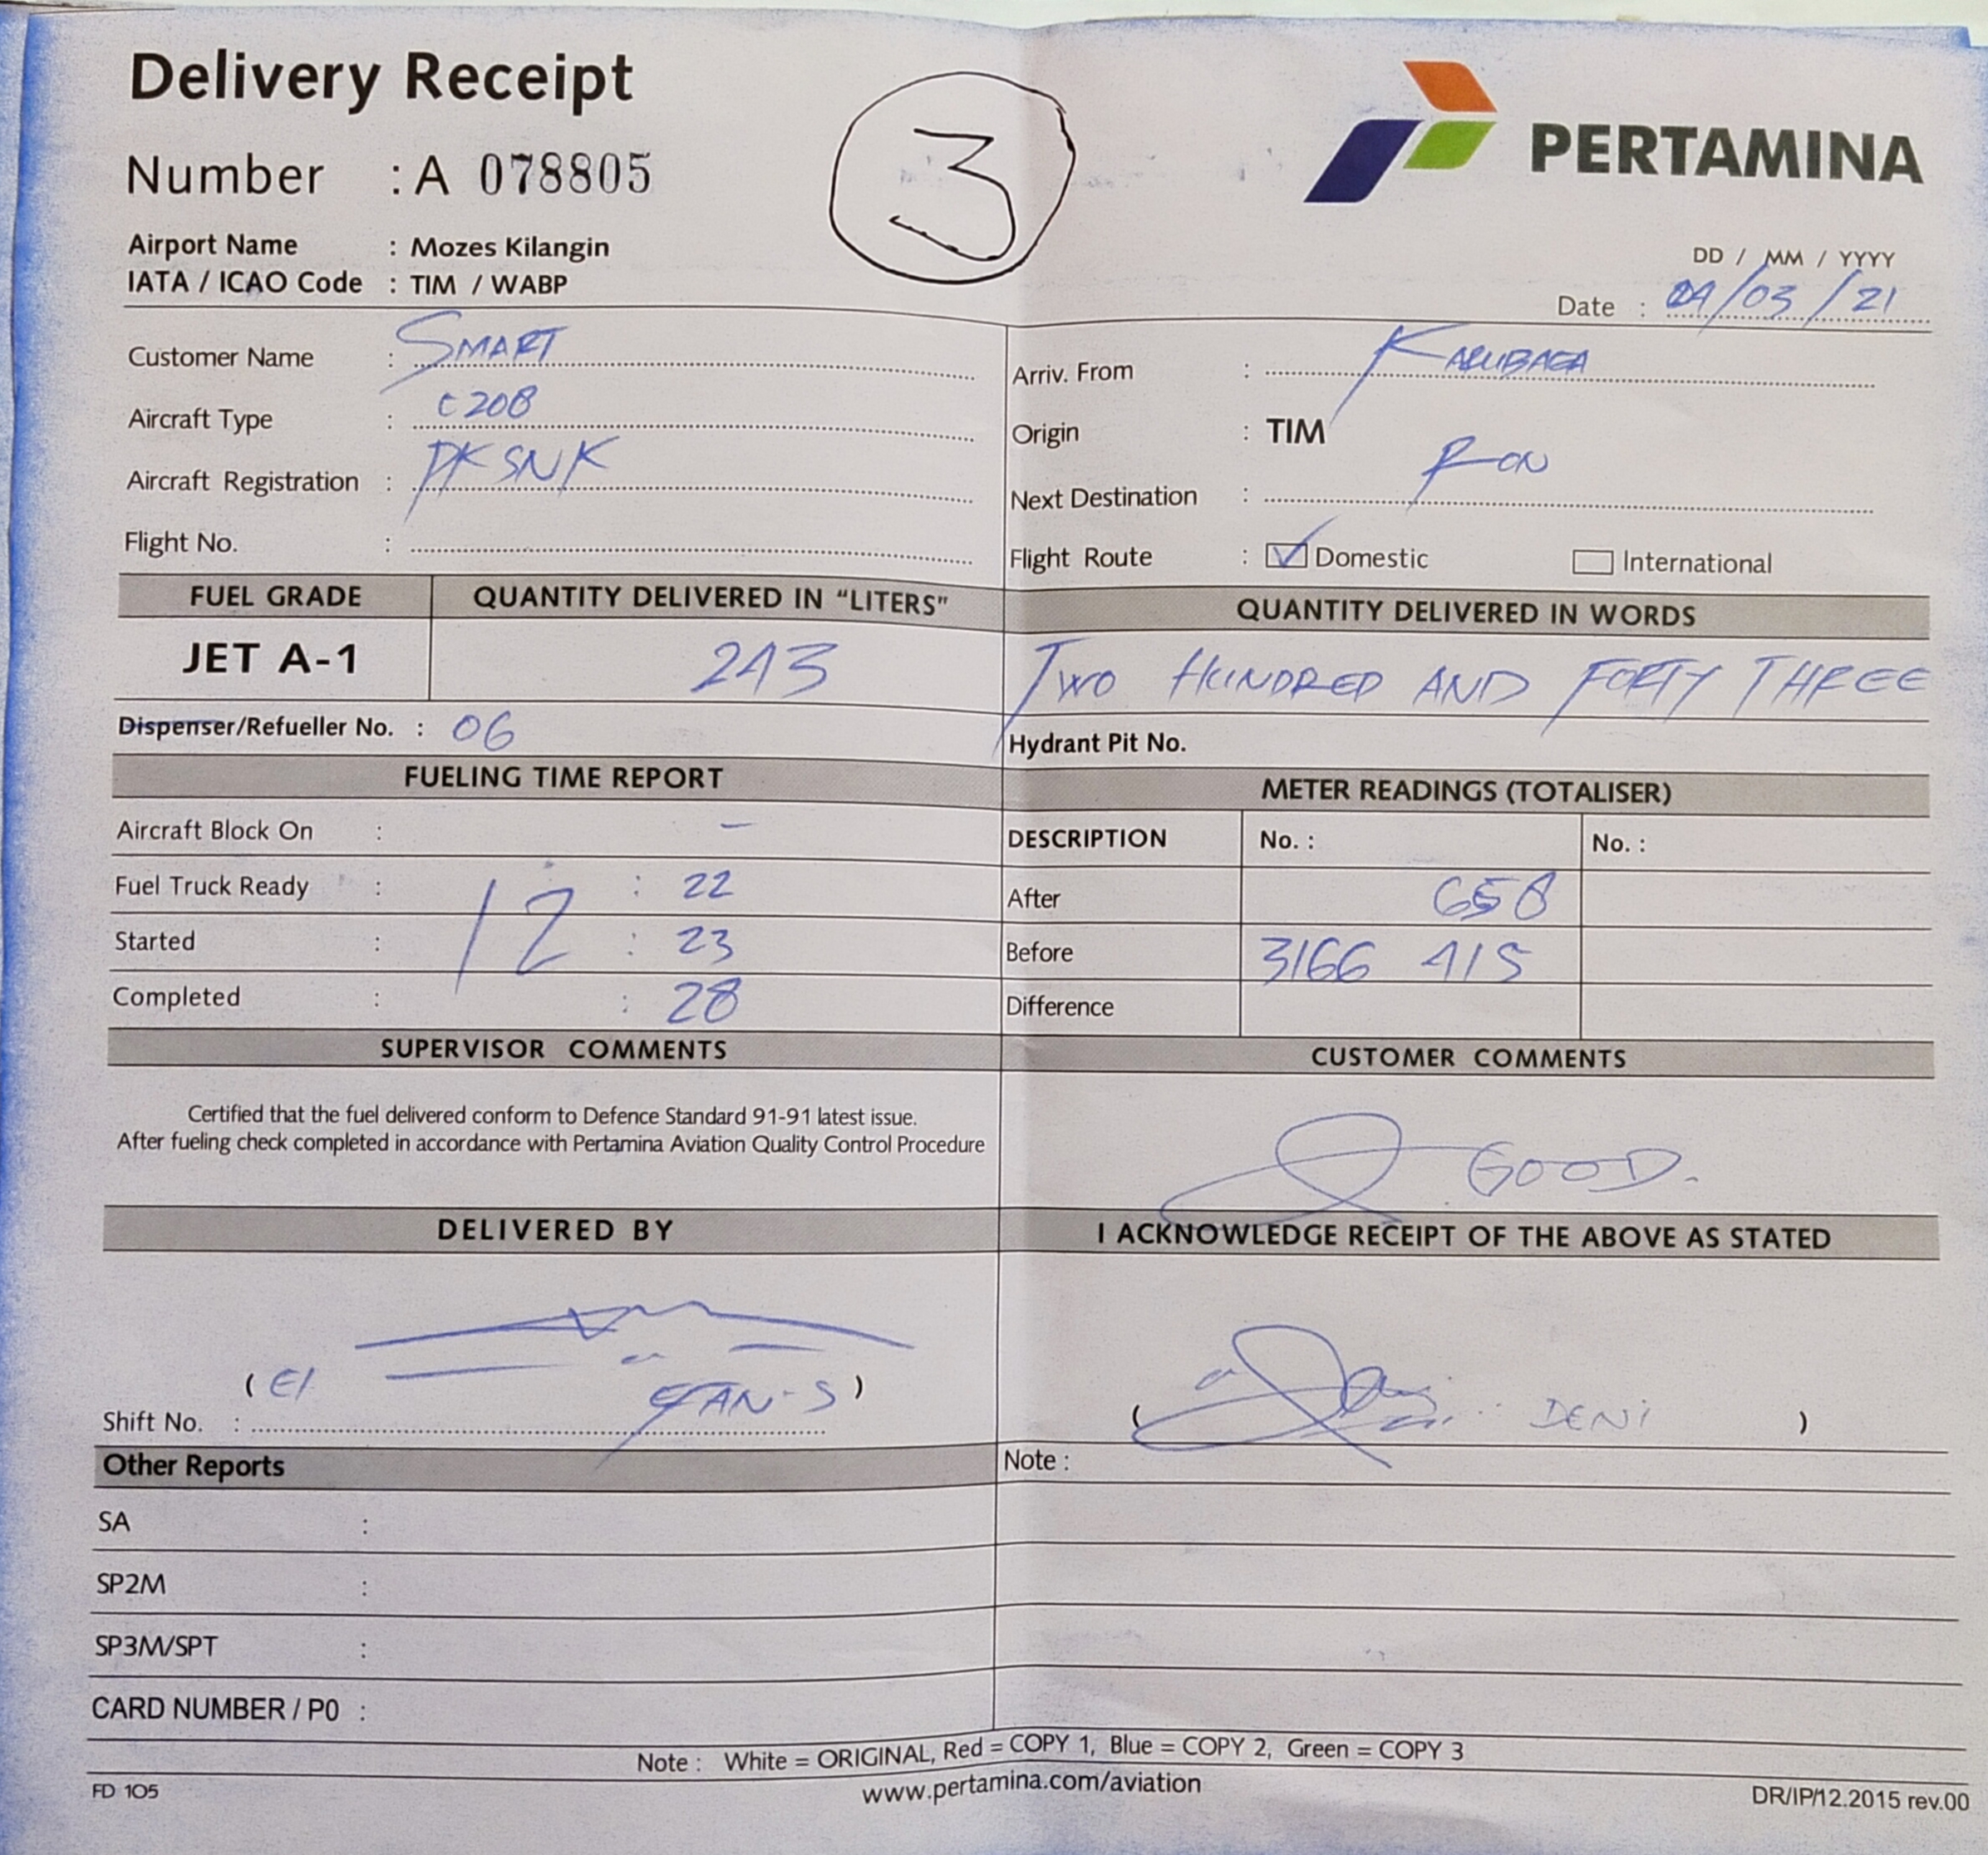 Delivery Receipt
3
PERTAMINA
Number : A 078805
Airport Name : Mozes Kilangin
IATA / ICAO Code : TIM / WABP
DD / MM / YYYY
Date : 04/03/21
Customer Name : SMART
Aircraft Type : C208
Aircraft Registration : PK SNK
Flight No. :
Arriv. From : KARUBAGA
Origin : TIM
Next Destination : RON
Flight Route : Domestic International
FUEL GRADE QUANTITY DELIVERED IN "LITERS" QUANTITY DELIVERED IN WORDS
JET A-1 243 TWO HUNDRED AND FORTY THREE
Dispenser/Refueller No. : 06 Hydrant Pit No.
FUELING TIME REPORT
Aircraft Block On : -
Fuel Truck Ready : 12 : 22
Started : : 23
Completed : : 28
METER READINGS (TOTALISER)
DESCRIPTION No. : No. :
After 658
Before 3166 415
Difference
SUPERVISOR COMMENTS
Certified that the fuel delivered conform to Defence Standard 91-91 latest issue.
After fueling check completed in accordance with Pertamina Aviation Quality Control Procedure
CUSTOMER COMMENTS
GOOD.
DELIVERED BY
( )
Shift No. :
I ACKNOWLEDGE RECEIPT OF THE ABOVE AS STATED
( DENI )
Other Reports
SA :
SP2M :
SP3M/SPT :
CARD NUMBER / P0 :
Note :
Note : White = ORIGINAL, Red = COPY 1, Blue = COPY 2, Green = COPY 3
www.pertamina.com/aviation
FD 105
DR/IP/12.2015 rev.00